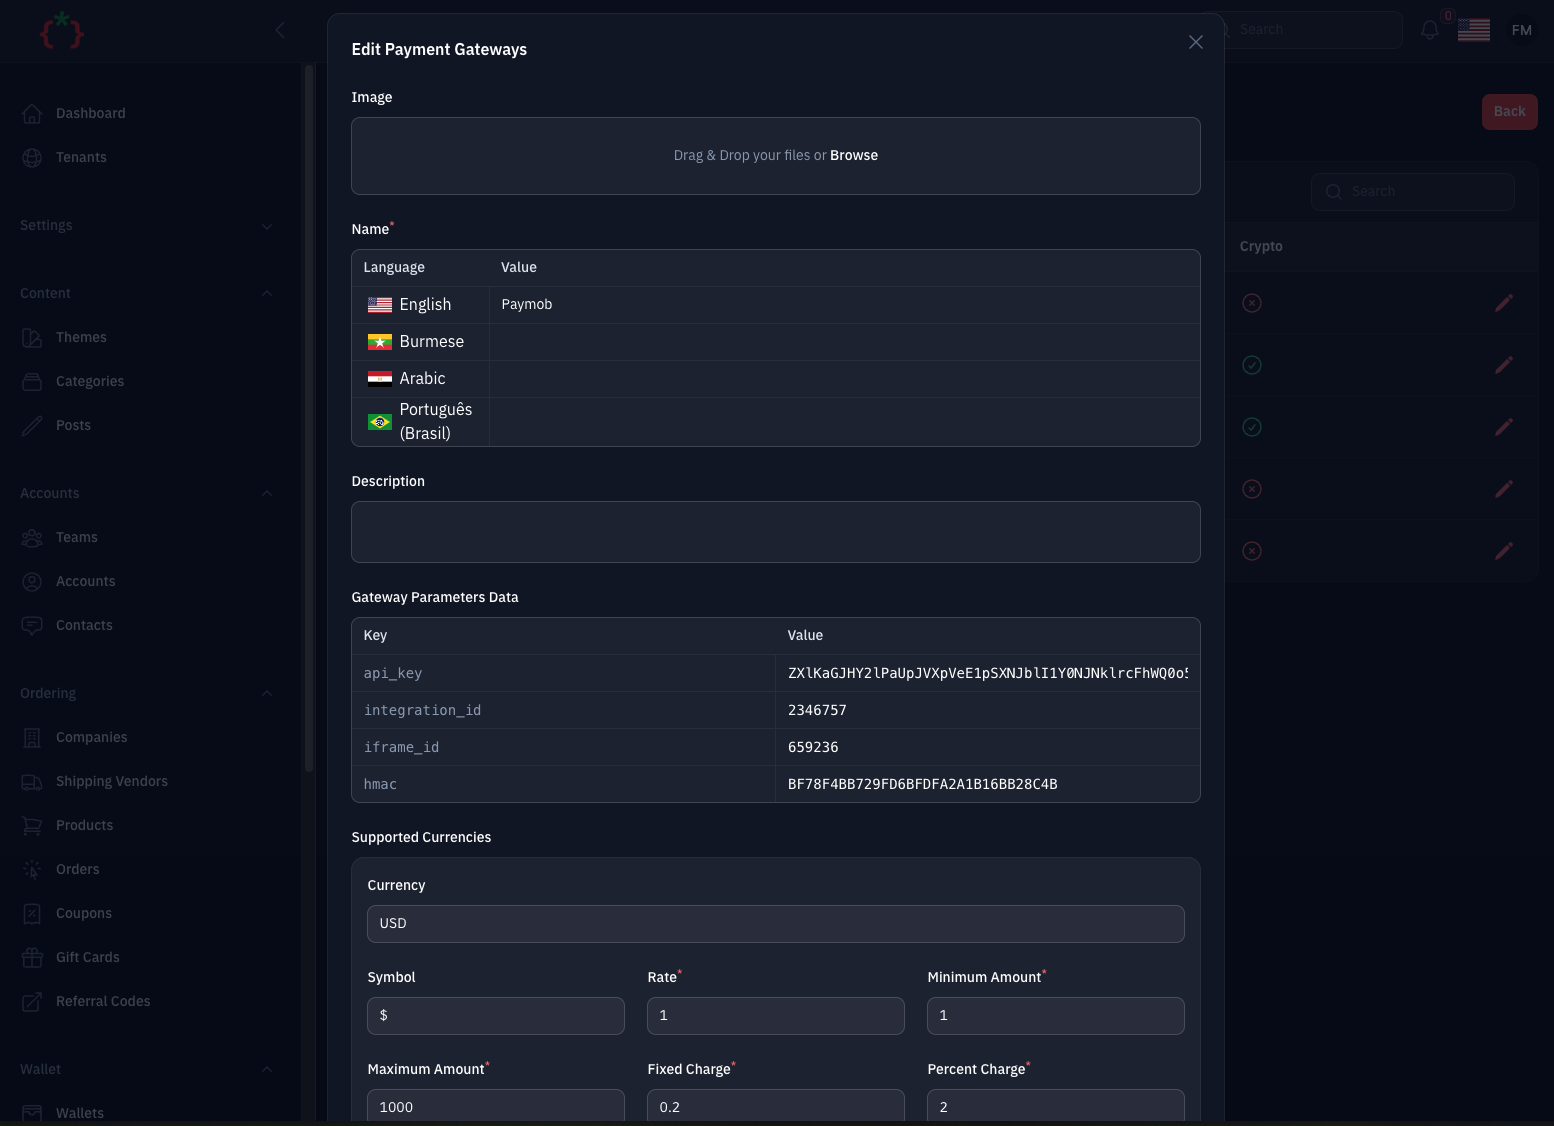 Search
0
FM
Dashboard
Tenants
Settings
Content
Themes
Categories
Posts
Accounts
Teams
Accounts
Contacts
Ordering
Companies
Shipping Vendors
Products
Orders
Coupons
Gift Cards
Referral Codes
Wallet
Wallets
Edit Payment Gateways
Image
Drag & Drop your files or Browse
Name*
Language Value
English Paymob
Burmese
Arabic
Português
(Brasil)
Description
Gateway Parameters Data
Key Value
api_key ZXlKaGJHY2lPaUpJVXpVeE1pSXNJblI1Y0NJNklrcFhWQ0o5
integration_id 2346757
iframe_id 659236
hmac BF78F4BB729FD6BFDFA2A1B16BB28C4B
Supported Currencies
Currency
USD
Symbol Rate* Minimum Amount*
$ 1 1
Maximum Amount* Fixed Charge* Percent Charge*
1000 0.2 2
Back
Search
Crypto